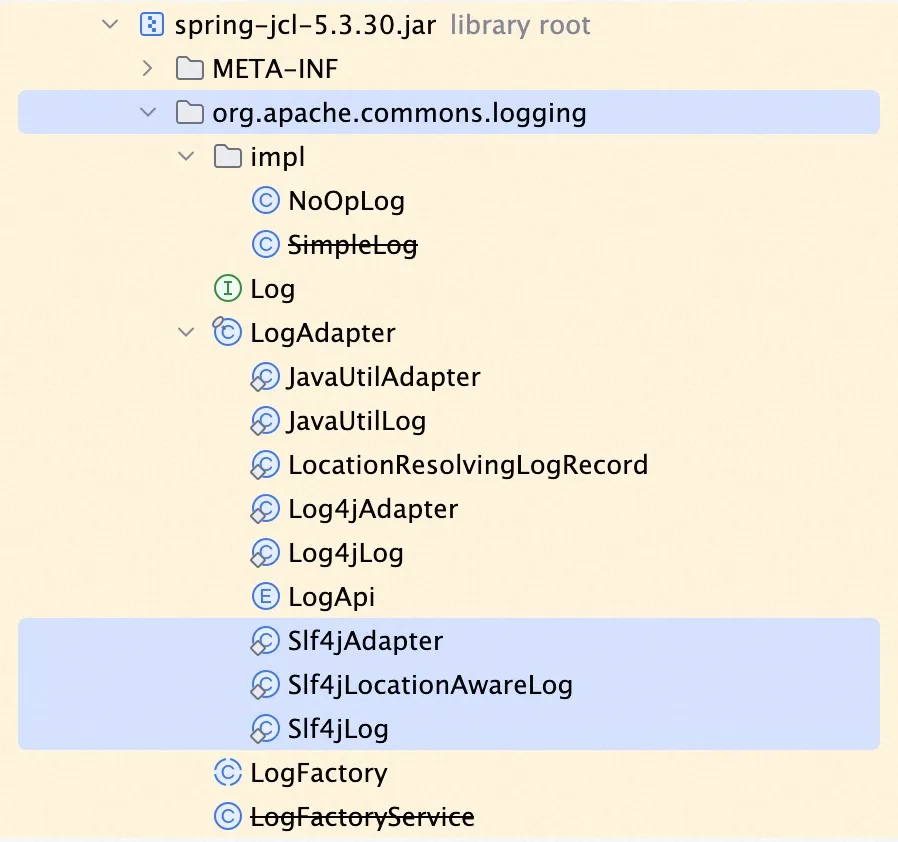 spring-jcl-5.3.30.jar library root
META-INF
org.apache.commons.logging
impl
NoOpLog
SimpleLog
Log
LogAdapter
JavaUtilAdapter
JavaUtilLog
LocationResolvingLogRecord
Log4jAdapter
Log4jLog
LogApi
Slf4jAdapter
Slf4jLocationAwareLog
Slf4jLog
LogFactory
LogFactoryService